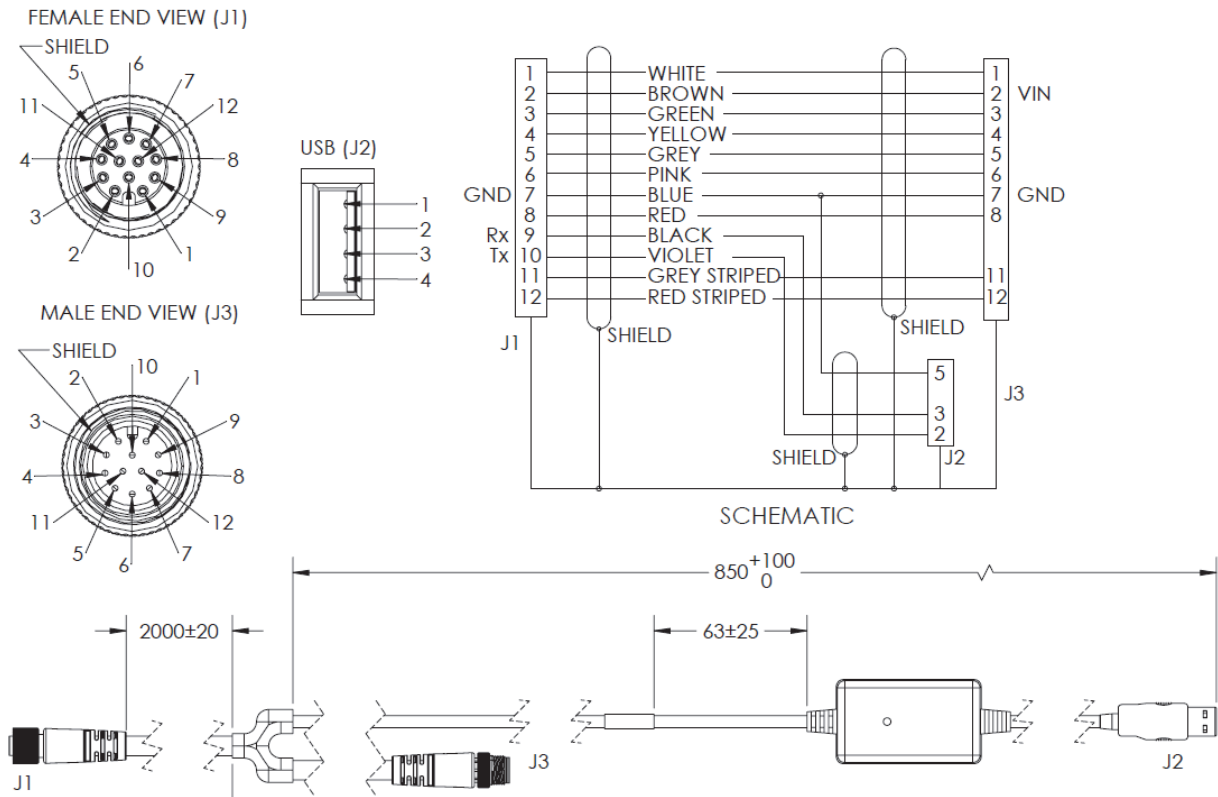 FEMALE END VIEW (J1)
SHIELD
5
6
7
11
12
4
8
3
9
2
1
10
USB (J2)
1
2
3
4
MALE END VIEW (J3)
SHIELD
10
2
1
3
9
4
8
11
12
5
7
6
1 WHITE 1
2 BROWN 2 VIN
3 GREEN 3
4 YELLOW 4
5 GREY 5
6 PINK 6
GND 7 BLUE 7 GND
8 RED 8
Rx 9 BLACK
Tx 10 VIOLET
11 GREY STRIPED 11
12 RED STRIPED 12
J1
SHIELD
SHIELD
5
3
2
J3
SHIELD
J2
SCHEMATIC
850 +100
0
2000±20
63±25
J1
J3
J2